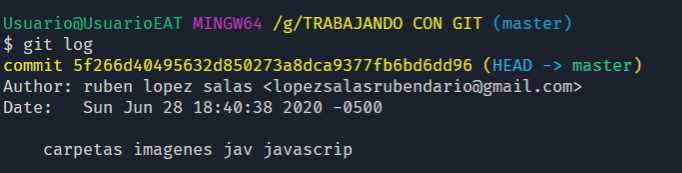 Usuario@UsuarioEAT MINGW64 /g/TRABAJANDO CON GIT (master)
$ git log
commit 5f266d40495632d850273a8dca9377fb6bd6dd96 (HEAD -> master)
Author: ruben lopez salas <lopezsalasrubendario@gmail.com>
Date:   Sun Jun 28 18:40:38 2020 -0500
carpetas imagenes jav javascrip